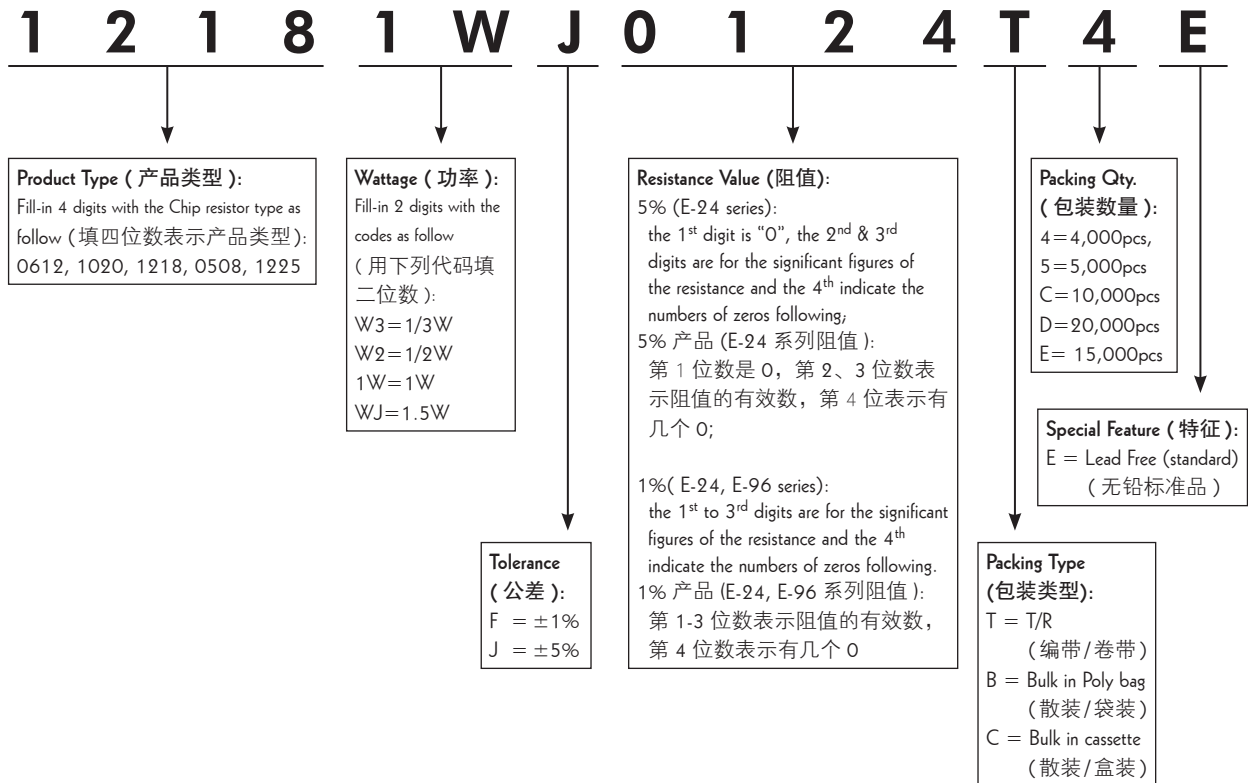 1 2 1 8 1 W J 0 1 2 4 T 4 E
Product Type ( 产品类型 ):
Fill-in 4 digits with the Chip resistor type as
follow (填四位数表示产品类型):
0612, 1020, 1218, 0508, 1225
Wattage ( 功率 ):
Fill-in 2 digits with the
codes as follow
( 用下列代码填
二位数 ):
W3=1/3W
W2=1/2W
1W=1W
WJ=1.5W
Tolerance
( 公差 ):
F = ±1%
J = ±5%
Resistance Value (阻值):
5% (E-24 series):
the 1st digit is “0”, the 2nd & 3rd
digits are for the significant figures of
the resistance and the 4th indicate the
numbers of zeros following;
5% 产品 (E-24 系列阻值 ):
第 1 位数是 0，第 2、3 位数表
示阻值的有效数，第 4 位表示有
几个 0;
1%( E-24, E-96 series):
the 1st to 3rd digits are for the significant
figures of the resistance and the 4th
indicate the numbers of zeros following.
1% 产品 (E-24, E-96 系列阻值 ):
第 1-3 位数表示阻值的有效数，
第 4 位数表示有几个 0
Packing Type
(包装类型):
T = T/R
(编带/卷带)
B = Bulk in Poly bag
(散装/袋装)
C = Bulk in cassette
(散装/盒装)
Packing Qty.
( 包装数量 ):
4=4,000pcs,
5=5,000pcs
C=10,000pcs
D=20,000pcs
E= 15,000pcs
Special Feature ( 特征 ):
E = Lead Free (standard)
( 无铅标准品 )